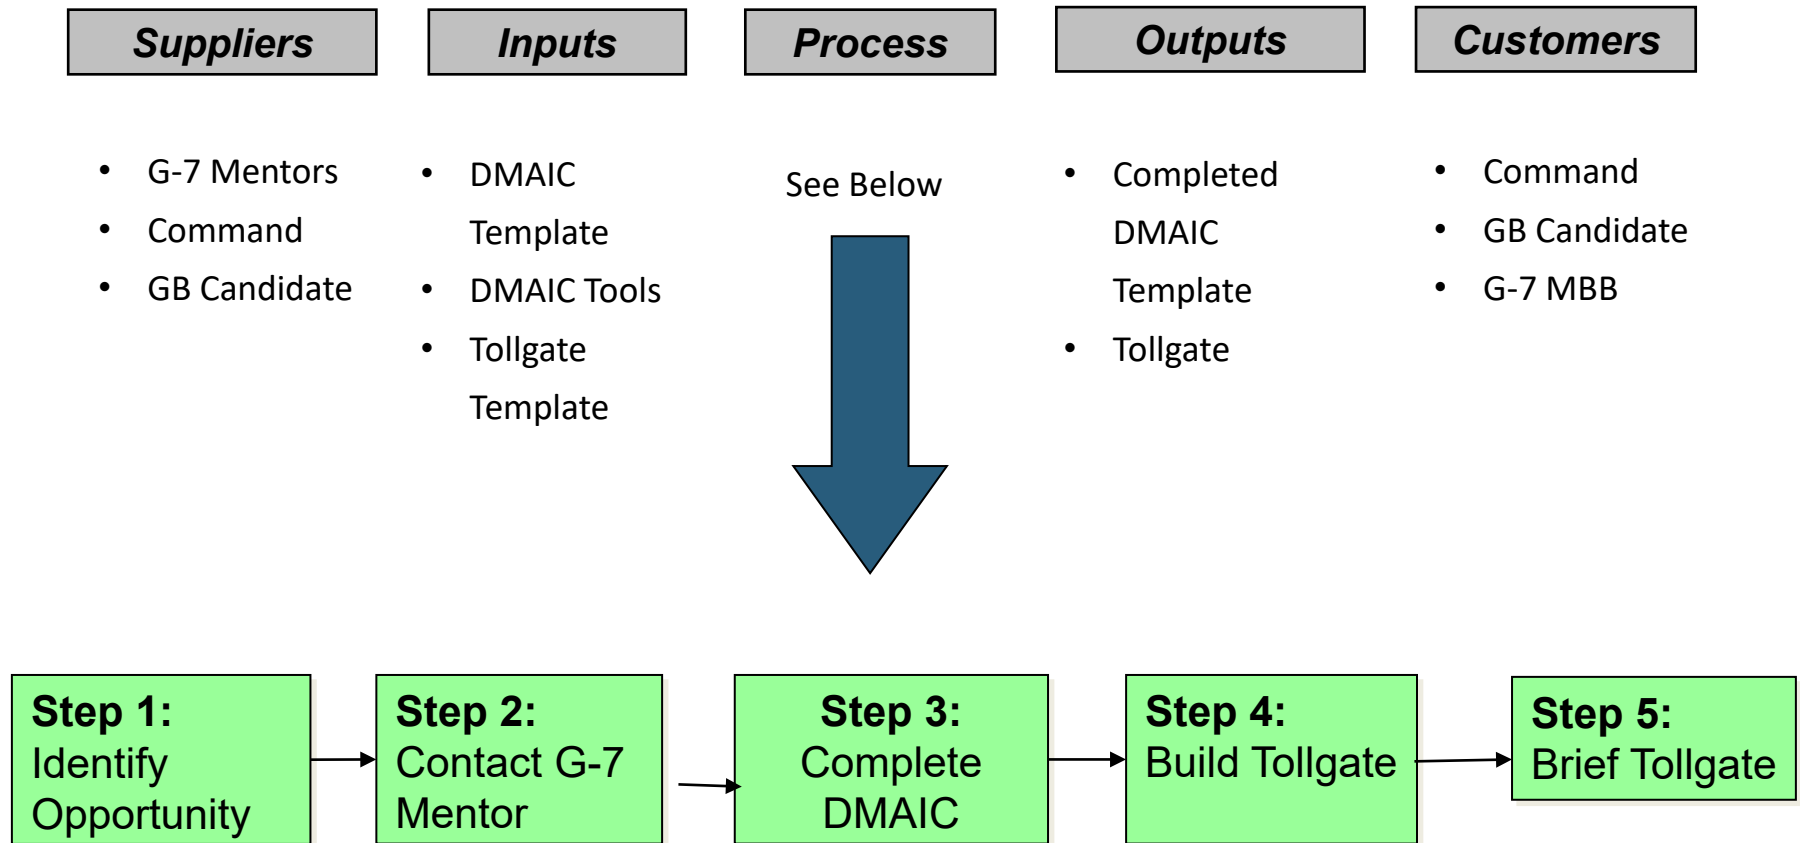 Suppliers
Inputs
Process
Outputs
Customers
• G-7 Mentors
• Command
• GB Candidate
• DMAIC
Template
• DMAIC Tools
• Tollgate
Template
See Below
• Completed
DMAIC
Template
• Tollgate
• Command
• GB Candidate
• G-7 MBB
Step 1:
Identify
Opportunity
Step 2:
Contact G-7
Mentor
Step 3:
Complete
DMAIC
Step 4:
Build Tollgate
Step 5:
Brief Tollgate